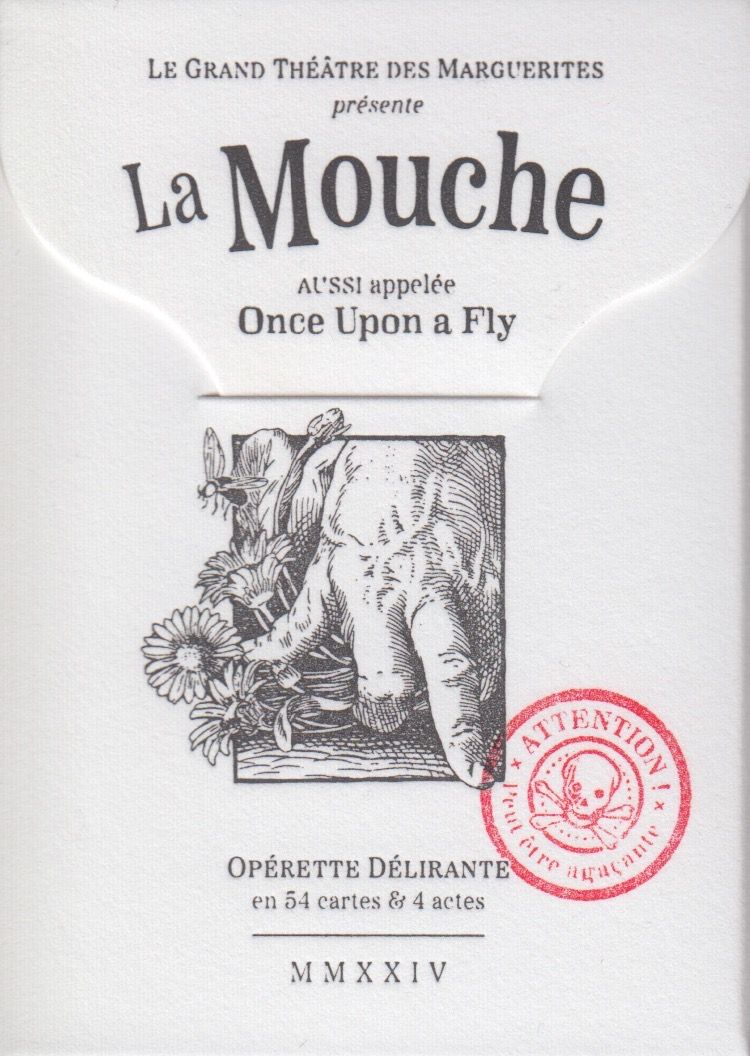 LE GRAND THÉÂTRE DES MARGUERITES
présente
La Mouche
AUSSI appelée
Once Upon a Fly
× ATTENTION ! ×
Peut être agaçante
OPÉRETTE DÉLIRANTE
en 54 cartes & 4 actes
MMXXIV